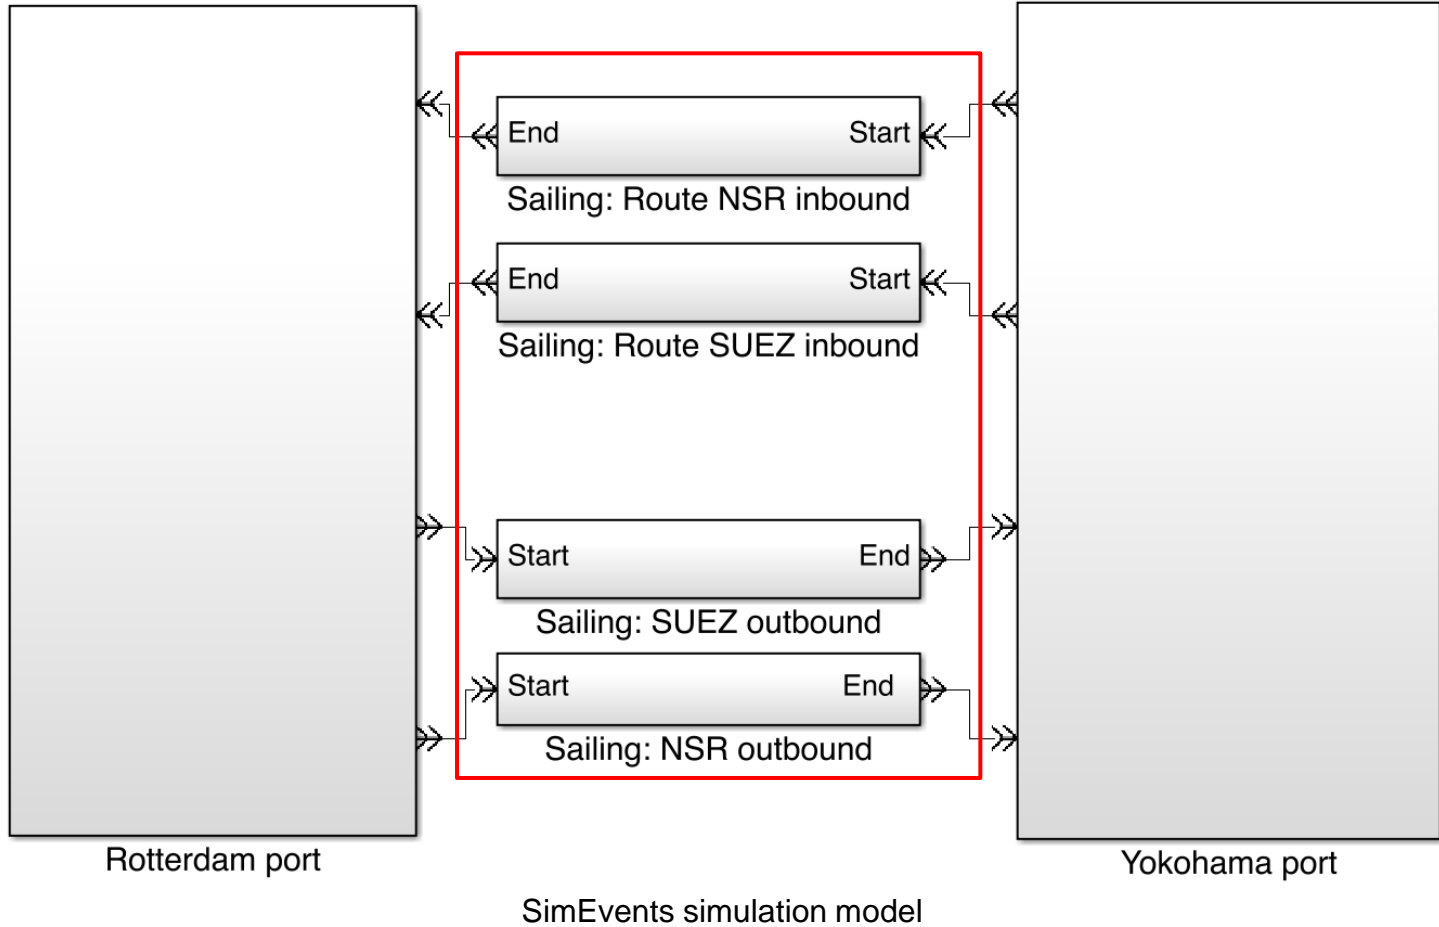 End Start
Sailing: Route NSR inbound
End Start
Sailing: Route SUEZ inbound
Start End
Sailing: SUEZ outbound
Start End
Sailing: NSR outbound
Rotterdam port
Yokohama port
SimEvents simulation model